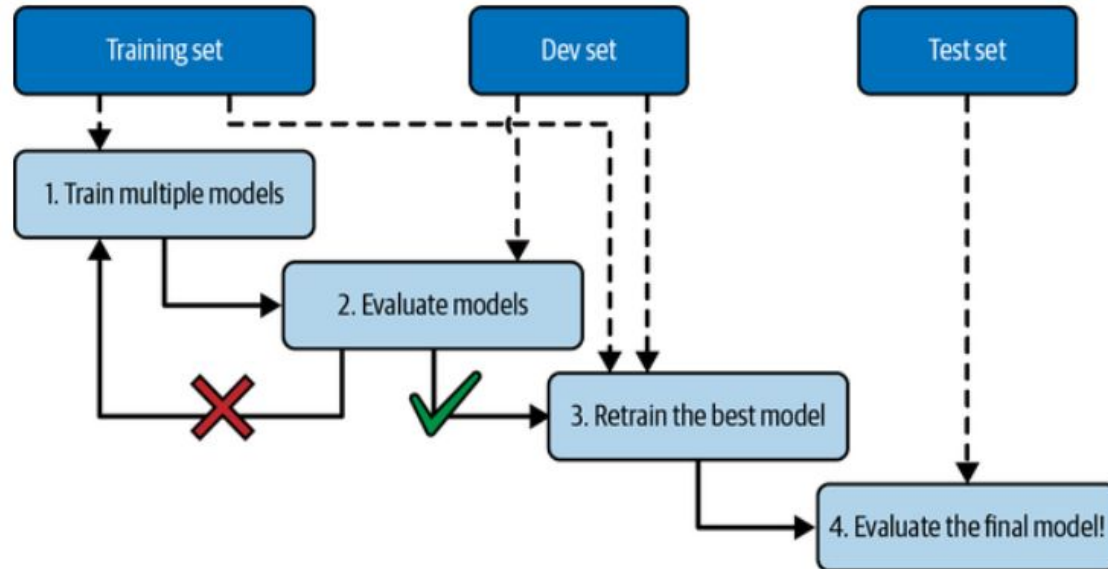 Training set
Dev set
Test set
1. Train multiple models
2. Evaluate models
3. Retrain the best model
4. Evaluate the final model!